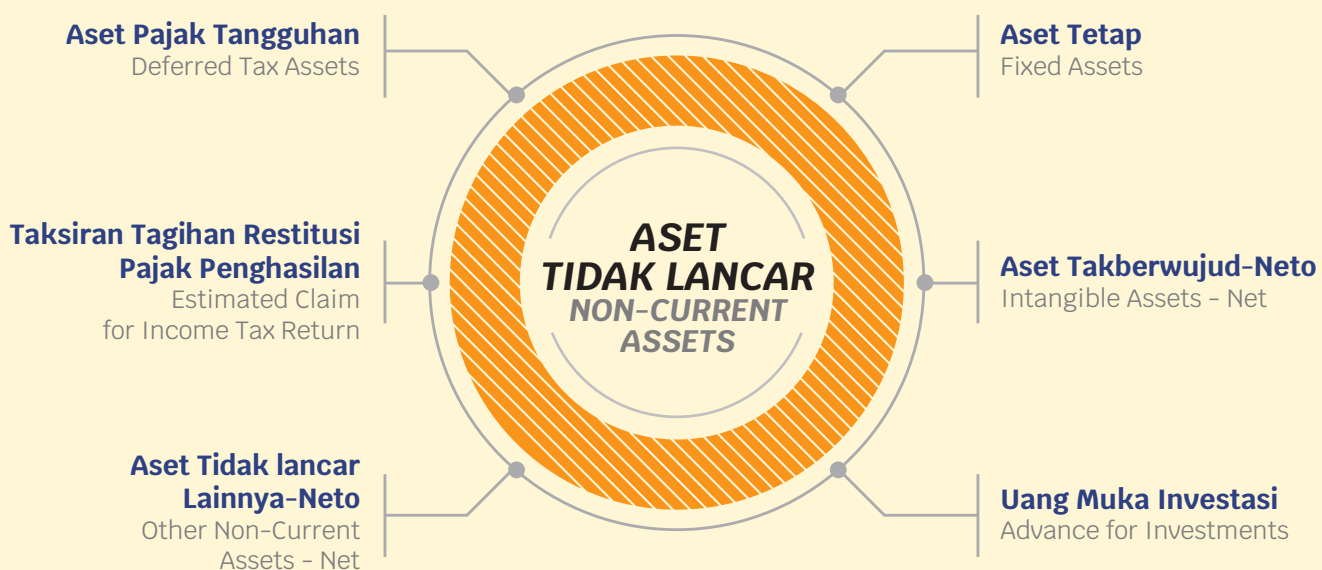 Aset Pajak Tangguhan
Deferred Tax Assets
Taksiran Tagihan Restitusi
Pajak Penghasilan
Estimated Claim
for Income Tax Return
Aset Tidak lancar
Lainnya-Neto
Other Non-Current
Assets - Net
ASET
TIDAK LANCAR
NON-CURRENT
ASSETS
Aset Tetap
Fixed Assets
Aset Takberwujud-Neto
Intangible Assets - Net
Uang Muka Investasi
Advance for Investments